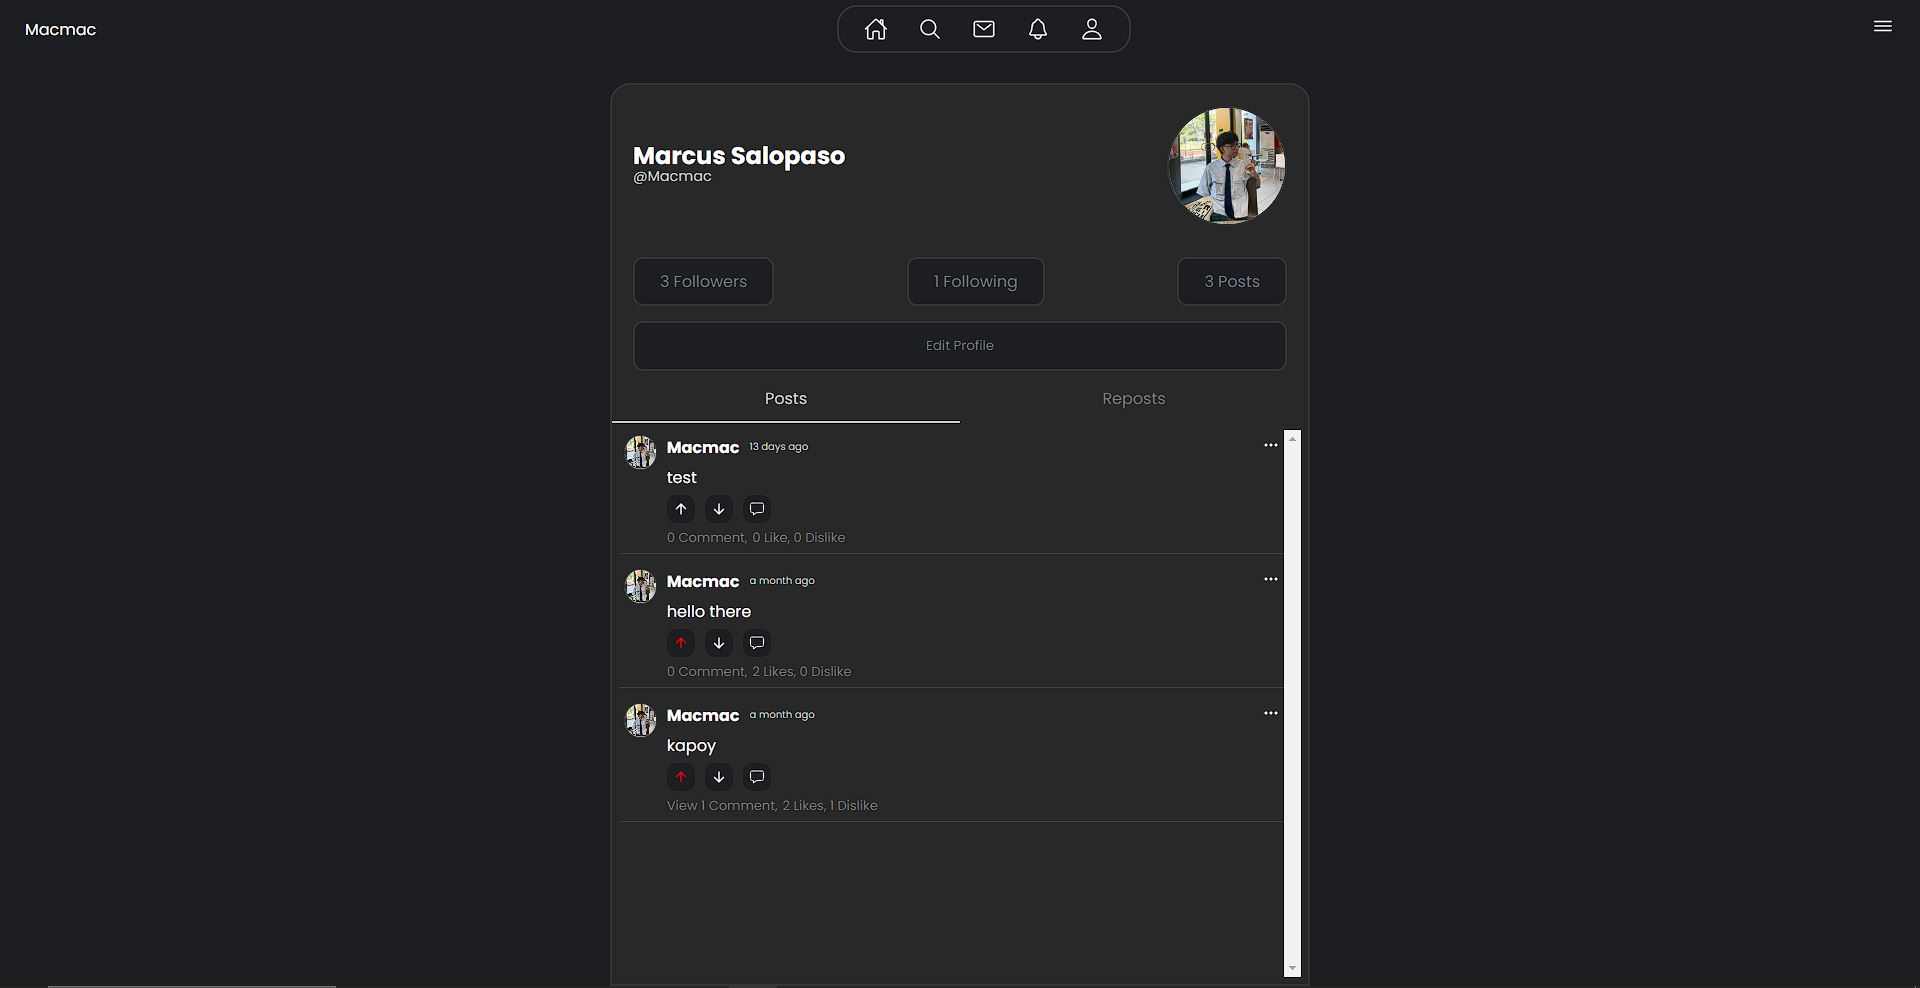 Macmac
Marcus Salopaso
@Macmac
3 Followers
1 Following
3 Posts
Edit Profile
Posts
Reposts
Macmac 13 days ago
test
0 Comment, 0 Like, 0 Dislike
Macmac a month ago
hello there
0 Comment, 2 Likes, 0 Dislike
Macmac a month ago
kapoy
View 1 Comment, 2 Likes, 1 Dislike